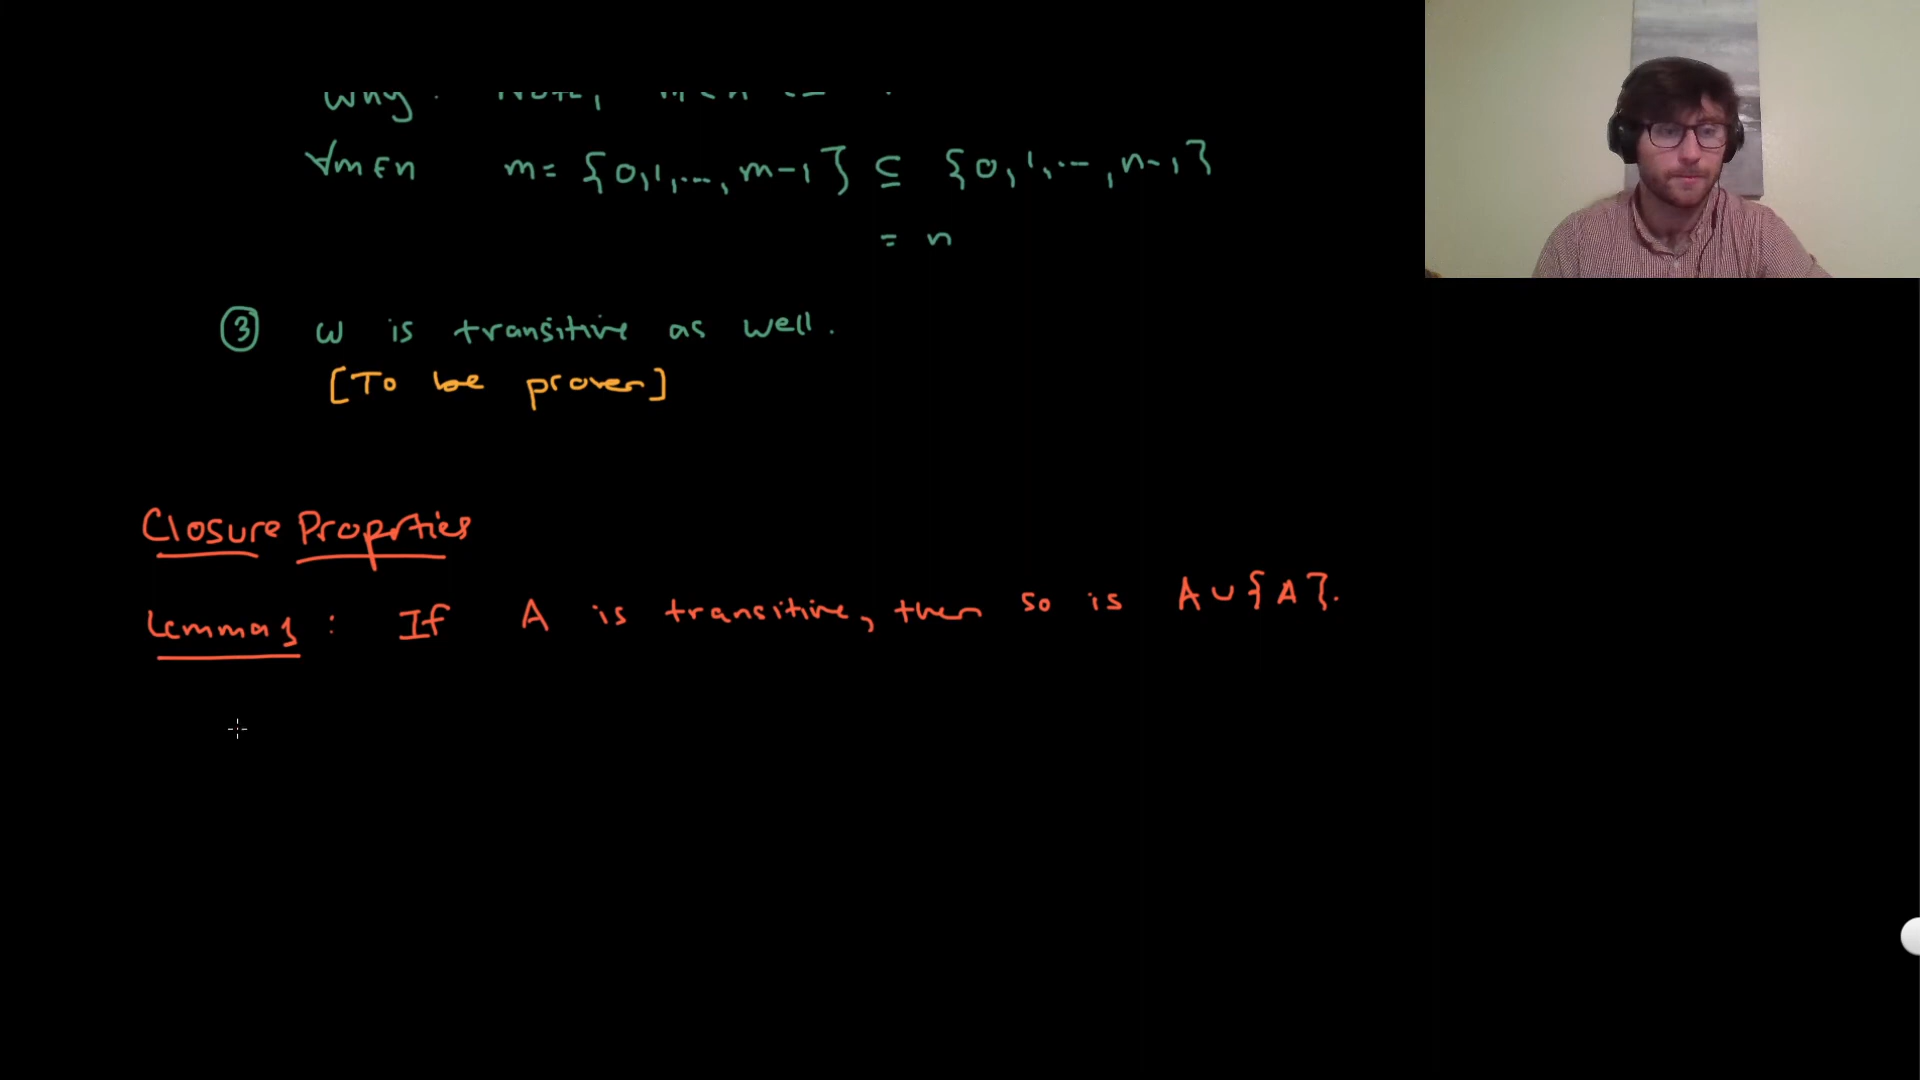 Why:
∀m∈n m= {0,1,...,m-1} ⊆ {0,1,...,n-1}
= n
③ ω is transitive as well.
[To be proven]
Closure Properties
Lemma 1: If A is transitive, then so is A∪{A}.